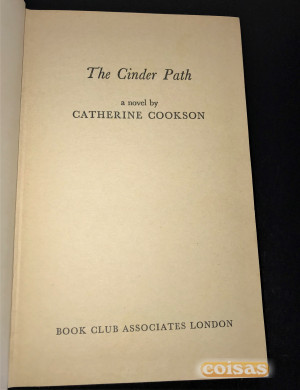 The Cinder Path
a novel by
CATHERINE COOKSON
BOOK CLUB ASSOCIATES LONDON
coisas